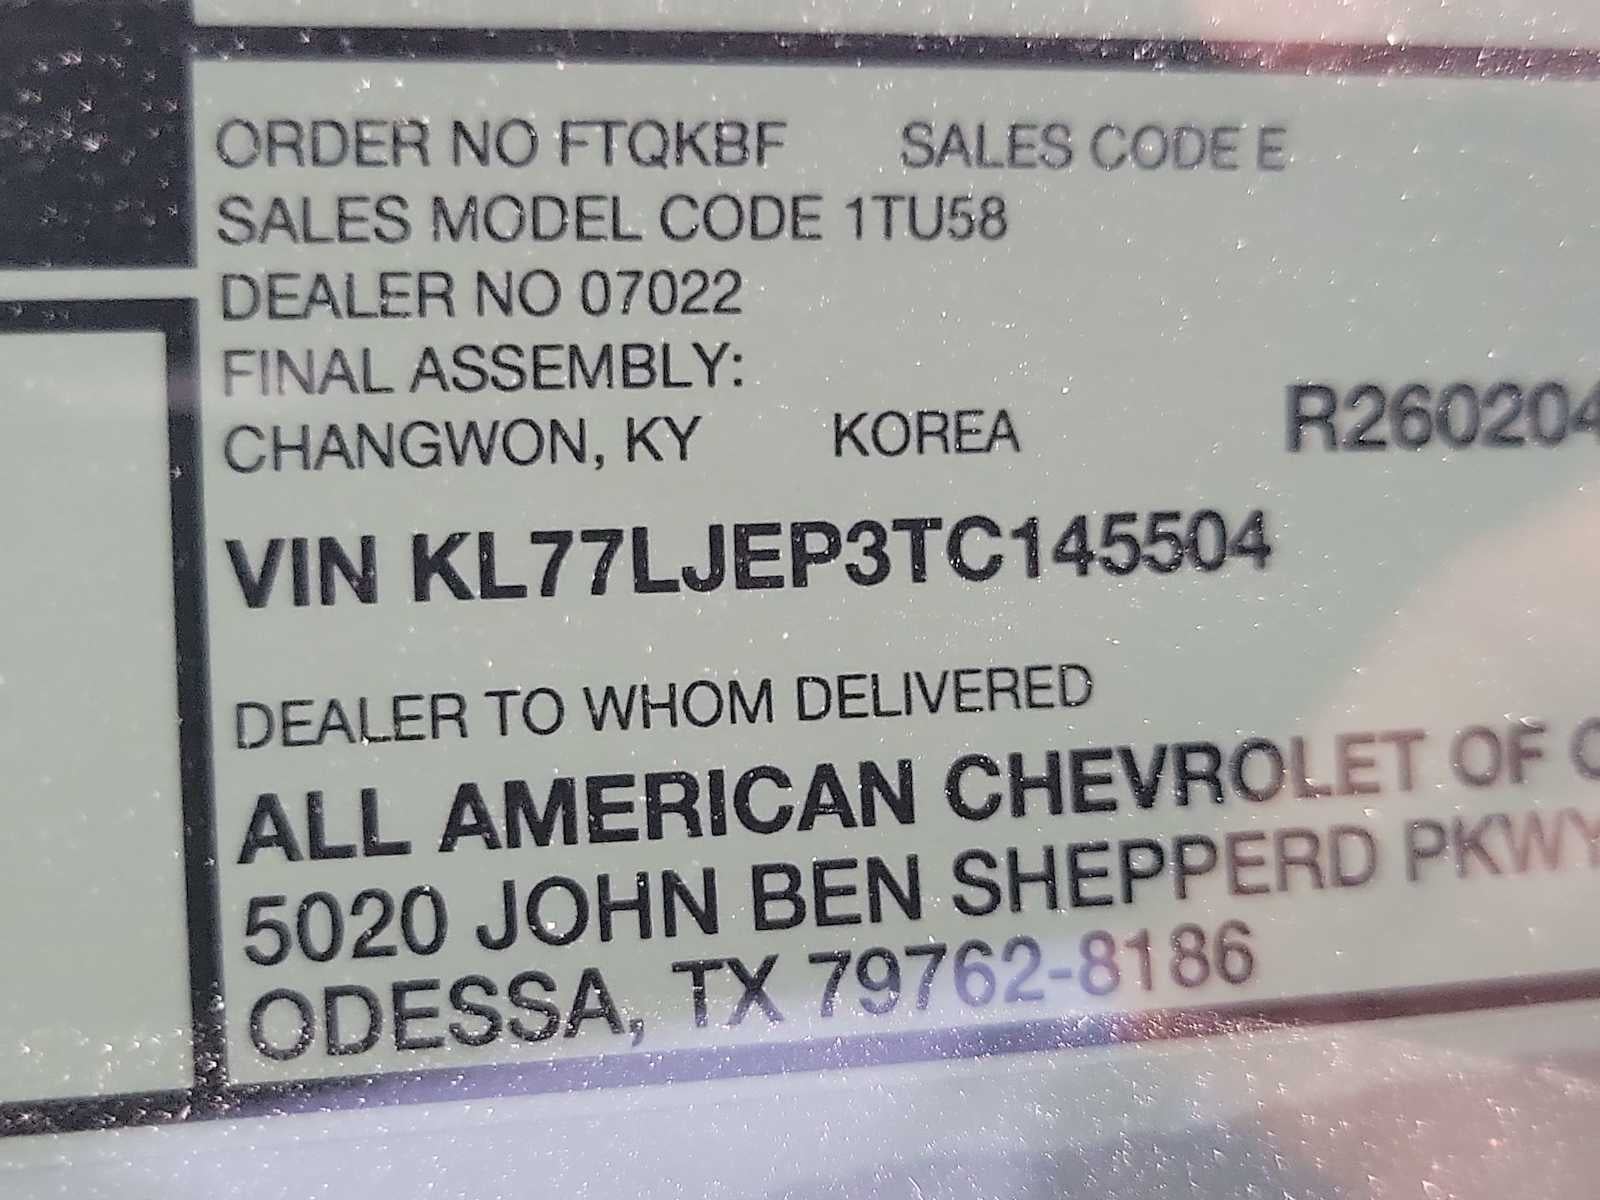 ORDER NO FTQKBF SALES CODE E
SALES MODEL CODE 1TU58
DEALER NO 07022
FINAL ASSEMBLY:
CHANGWON, KY KOREA R260204
VIN KL77LJEP3TC145504
DEALER TO WHOM DELIVERED
ALL AMERICAN CHEVROLET OF
5020 JOHN BEN SHEPPERD PKWY
ODESSA, TX 79762-8186